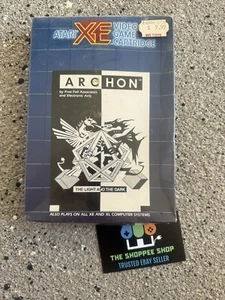 ATARI XE VIDEO
GAME
CARTRIDGE
ARCHON™
by Free Fall Associates
and Electronic Arts
THE LIGHT AND THE DARK
ALSO PLAYS ON ALL XE AND XL COMPUTER SYSTEMS
THE SHOPPEE SHOP
TRUSTED EBAY SELLER